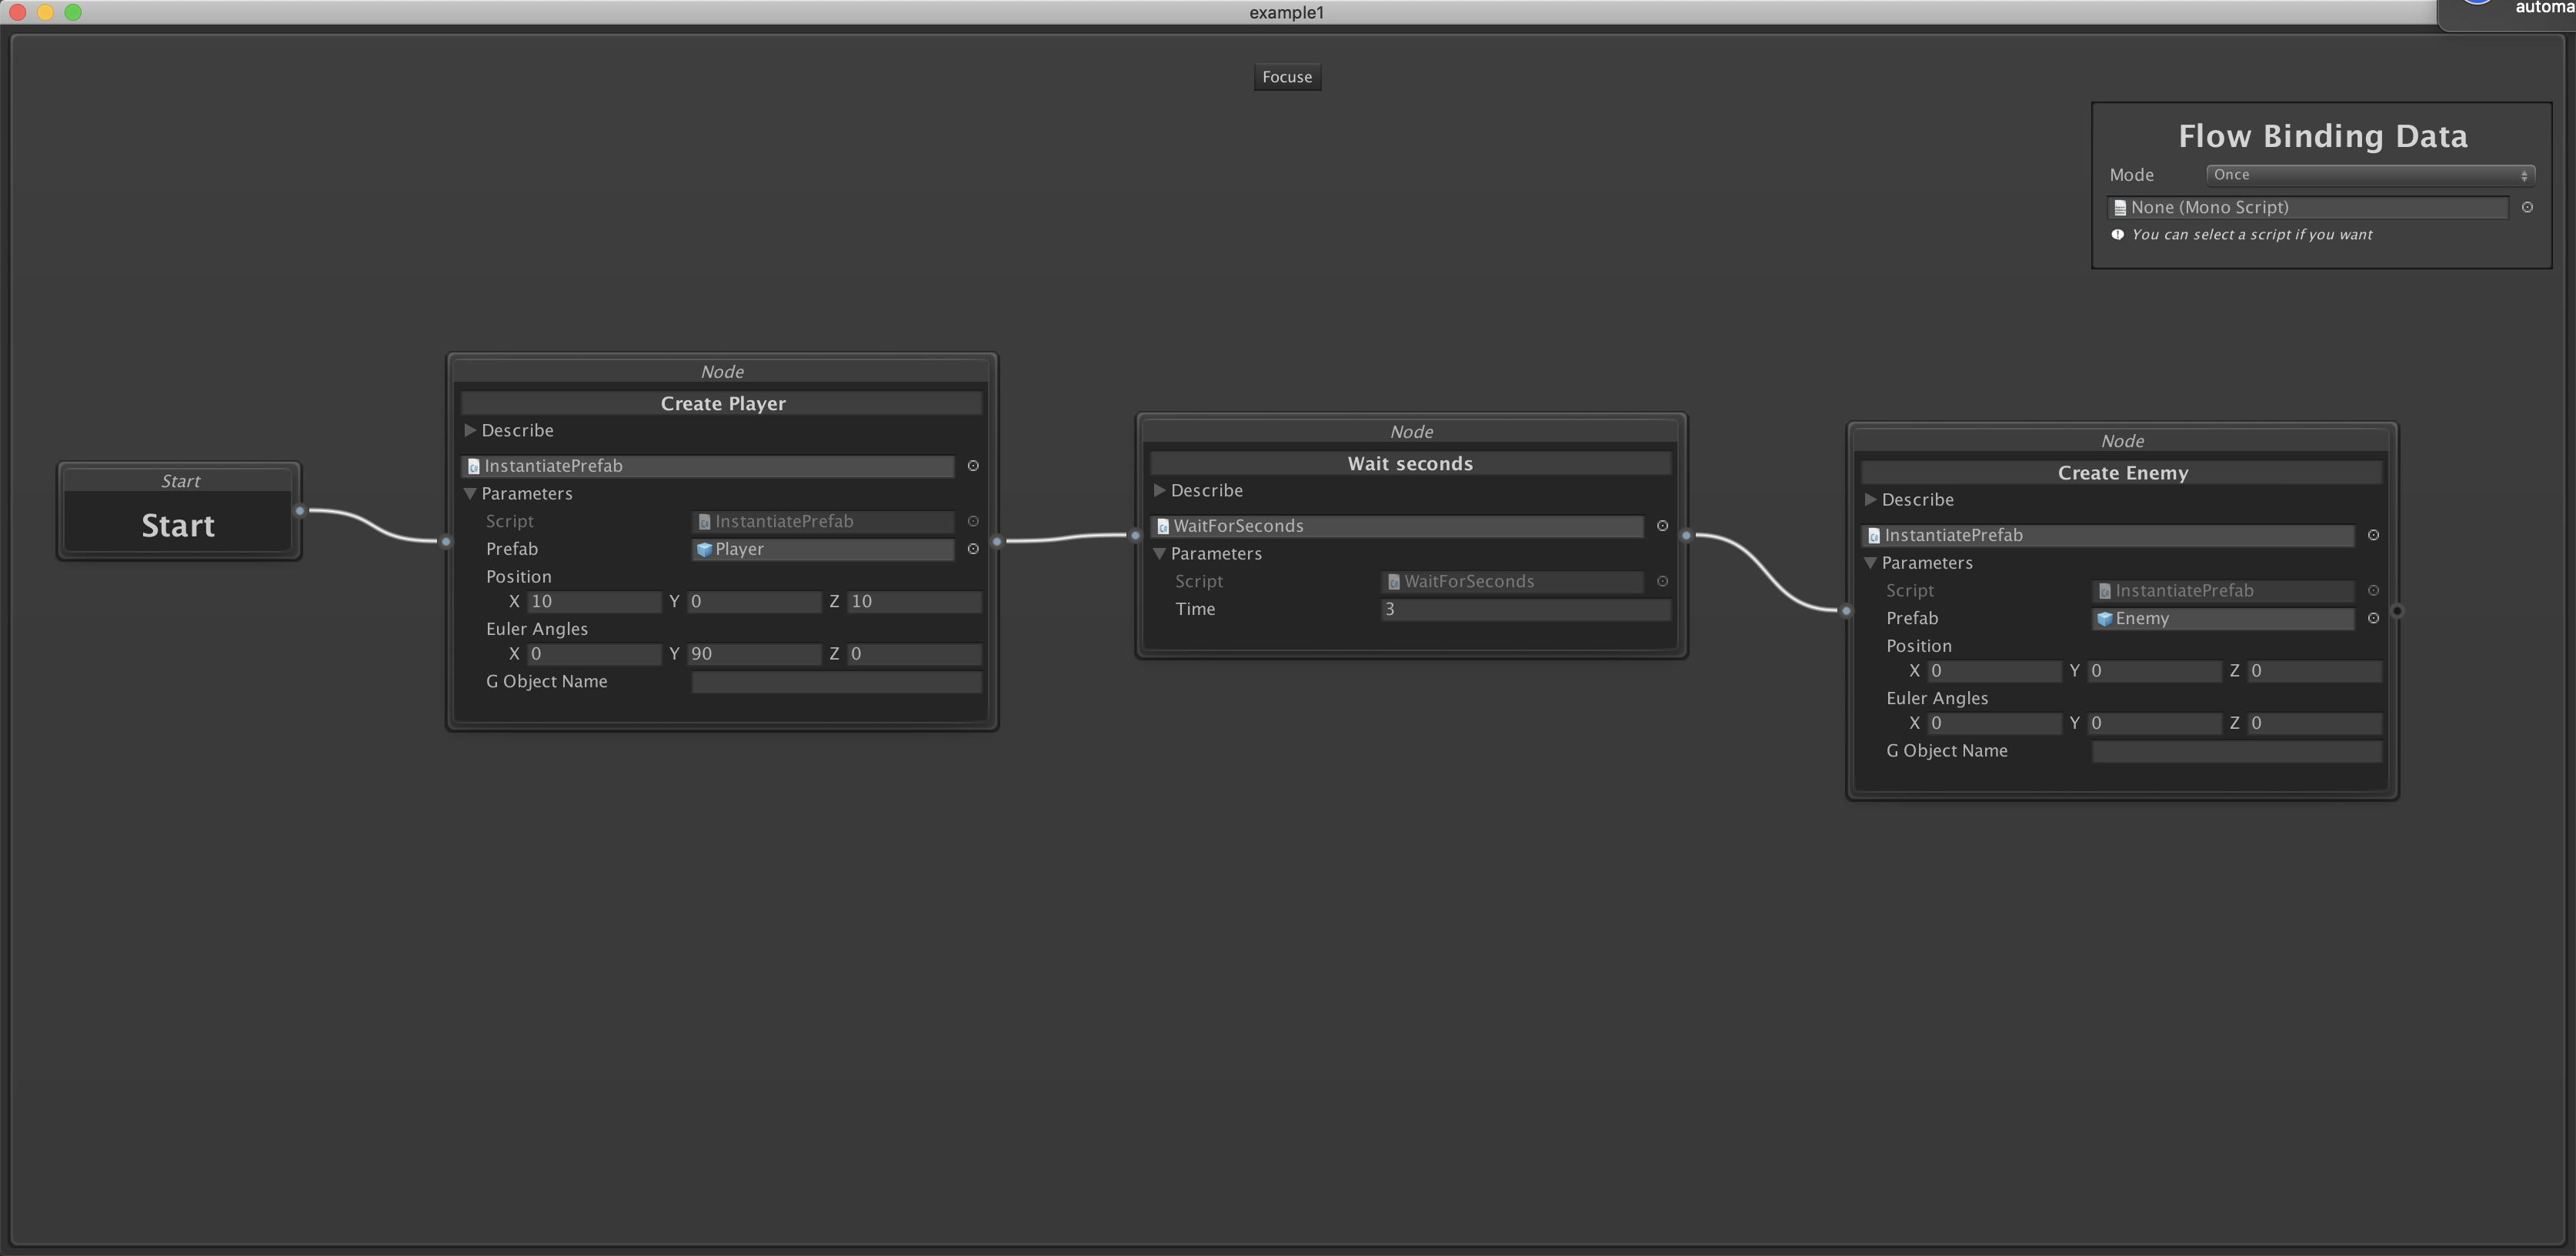 example1
automa
Focuse
Flow Binding Data
Mode Once
None (Mono Script)
You can select a script if you want
Start
Start
Node
Create Player
Describe
InstantiatePrefab
Parameters
Script InstantiatePrefab
Prefab Player
Position
X 10 Y 0 Z 10
Euler Angles
X 0 Y 90 Z 0
G Object Name
Node
Wait seconds
Describe
WaitForSeconds
Parameters
Script WaitForSeconds
Time 3
Node
Create Enemy
Describe
InstantiatePrefab
Parameters
Script InstantiatePrefab
Prefab Enemy
Position
X 0 Y 0 Z 0
Euler Angles
X 0 Y 0 Z 0
G Object Name